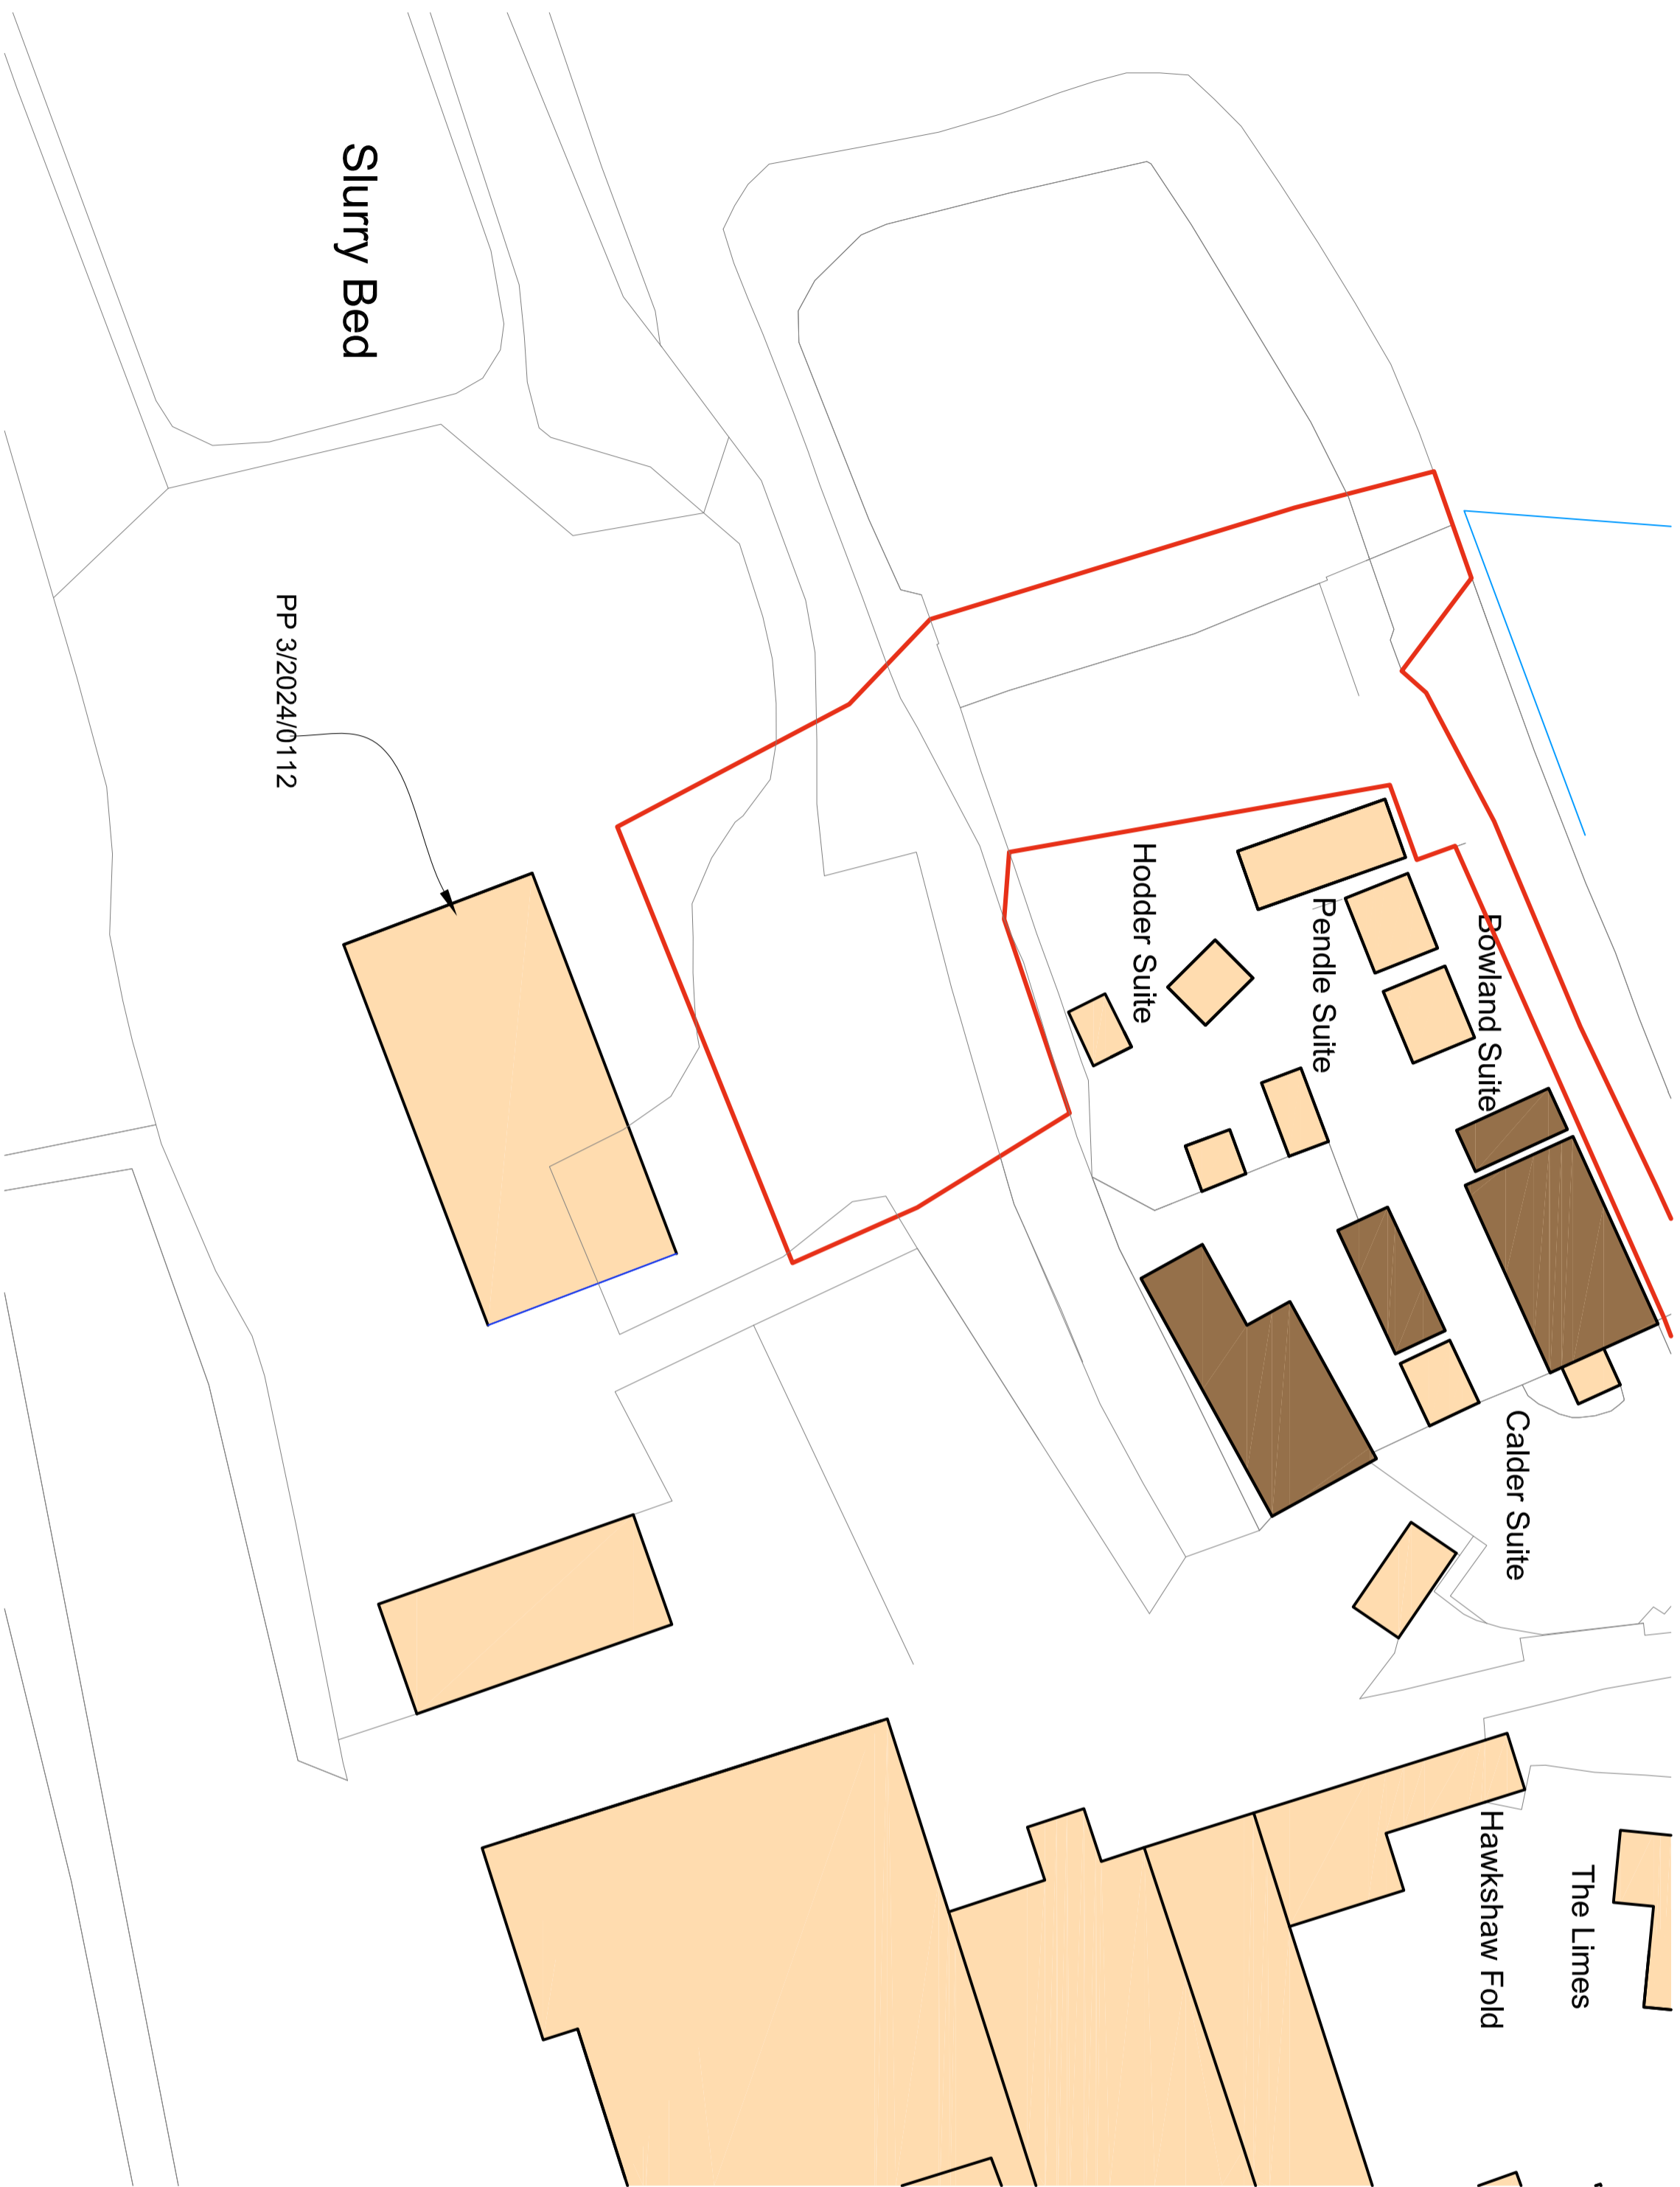 The Limes
Hawkshaw Fold
Calder Suite
Bowland Suite
Pendle Suite
Hodder Suite
Slurry Bed
PP 3/2024/0112